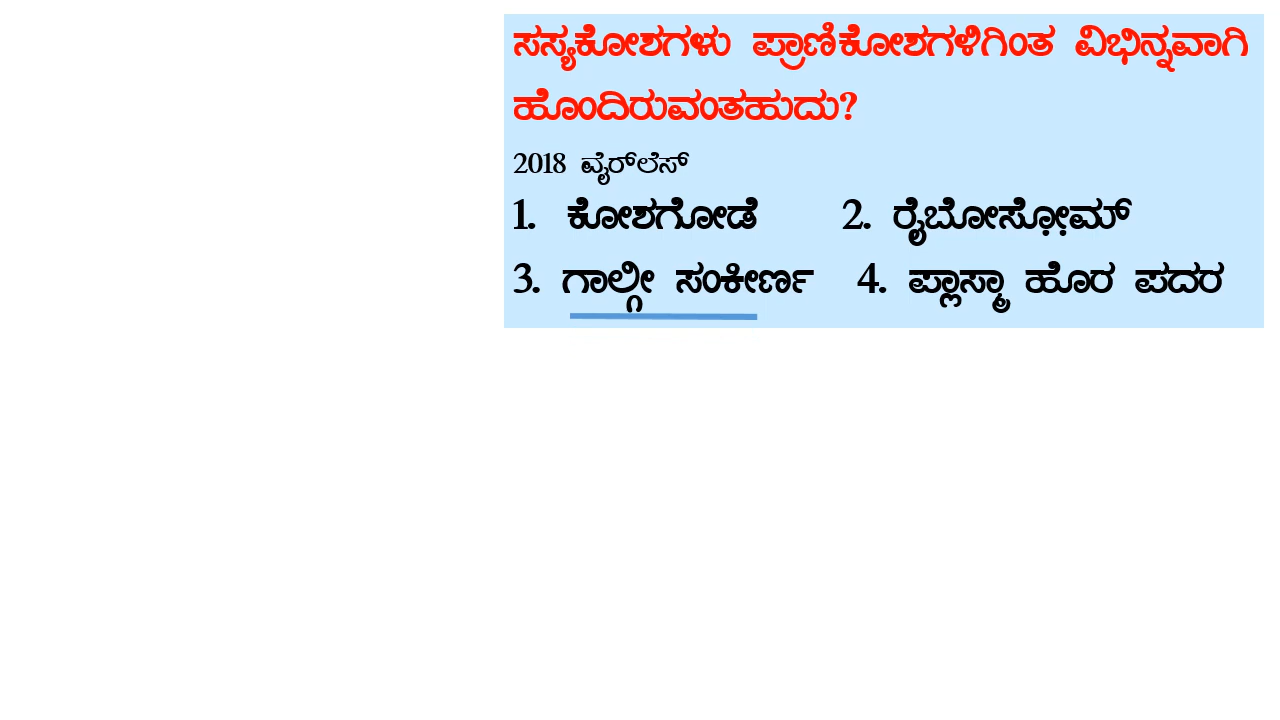 ಸಸ್ಯಕೋಶಗಳು ಪ್ರಾಣಿಕೋಶಗಳಿಗಿಂತ ವಿಭಿನ್ನವಾಗಿ
ಹೊಂದಿರುವಂತಹುದು?
2018 ವೈರ್‌ಲೆಸ್
1. ಕೋಶಗೋಡೆ 2. ರೈಬೋಸೋ಼ಮ್
3. ಗಾಲ್ಗೀ ಸಂಕೀರ್ಣ 4. ಪ್ಲಾಸ್ಮಾ ಹೊರ ಪದರ